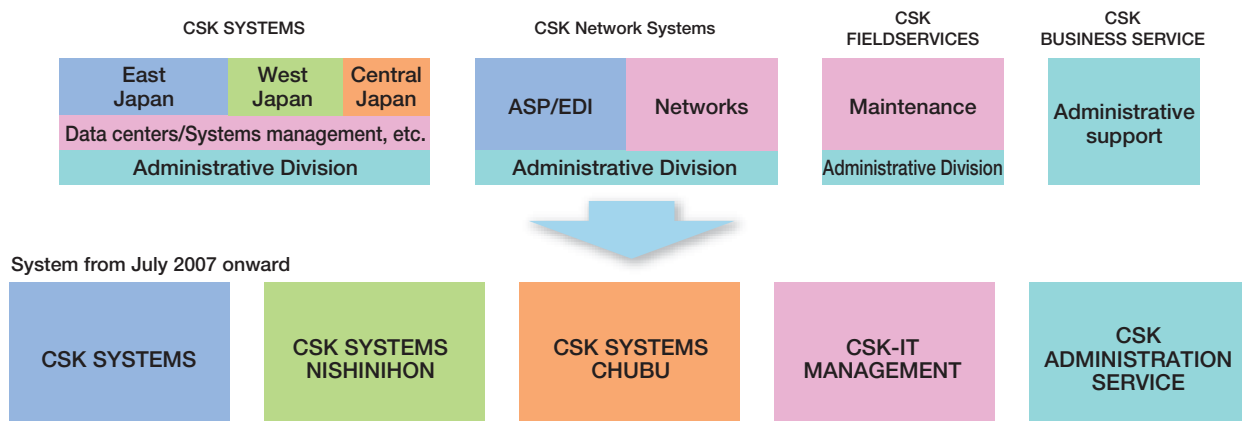 CSK SYSTEMS
CSK Network Systems
CSK
FIELDSERVICES
CSK
BUSINESS SERVICE
East
Japan
West
Japan
Central
Japan
Data centers/Systems management, etc.
Administrative Division
ASP/EDI
Networks
Administrative Division
Maintenance
Administrative Division
Administrative
support
System from July 2007 onward
CSK SYSTEMS
CSK SYSTEMS
NISHINIHON
CSK SYSTEMS
CHUBU
CSK-IT
MANAGEMENT
CSK
ADMINISTRATION
SERVICE